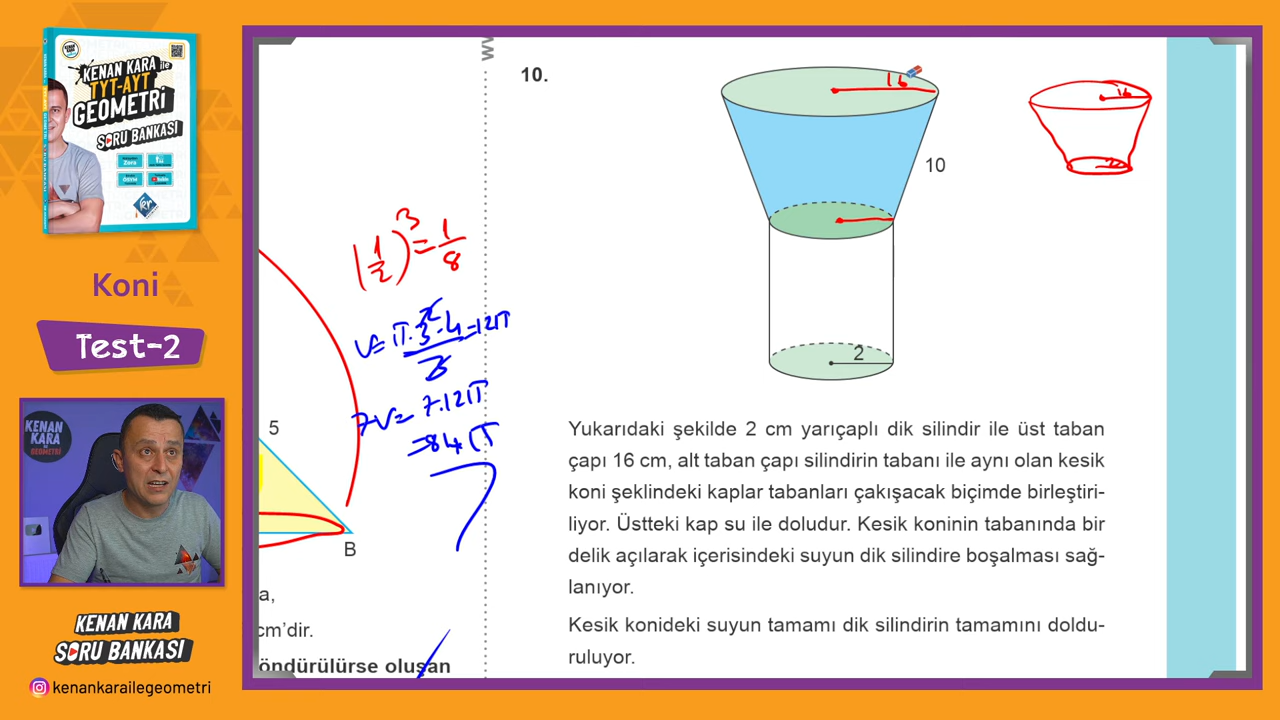 KENAN KARA ile
TYT-AYT
GEOMETRİ
SORU BANKASI
Koni
Test-2
KENAN
KARA
GEOMETRİ
KENAN KARA
SORU BANKASI
kenankarailegeometri
(1/2)³=1/8
7V= 7.12π
=84π
5
B
a,
cm'dir.
öndürülürse oluşan
10.
16
10
2
16
Yukarıdaki şekilde 2 cm yarıçaplı dik silindir ile üst taban
çapı 16 cm, alt taban çapı silindirin tabanı ile aynı olan kesik
koni şeklindeki kaplar tabanları çakışacak biçimde birleştiri-
liyor. Üstteki kap su ile doludur. Kesik koninin tabanında bir
delik açılarak içerisindeki suyun dik silindire boşalması sağ-
lanıyor.
Kesik konideki suyun tamamı dik silindirin tamamını doldu-
ruluyor.